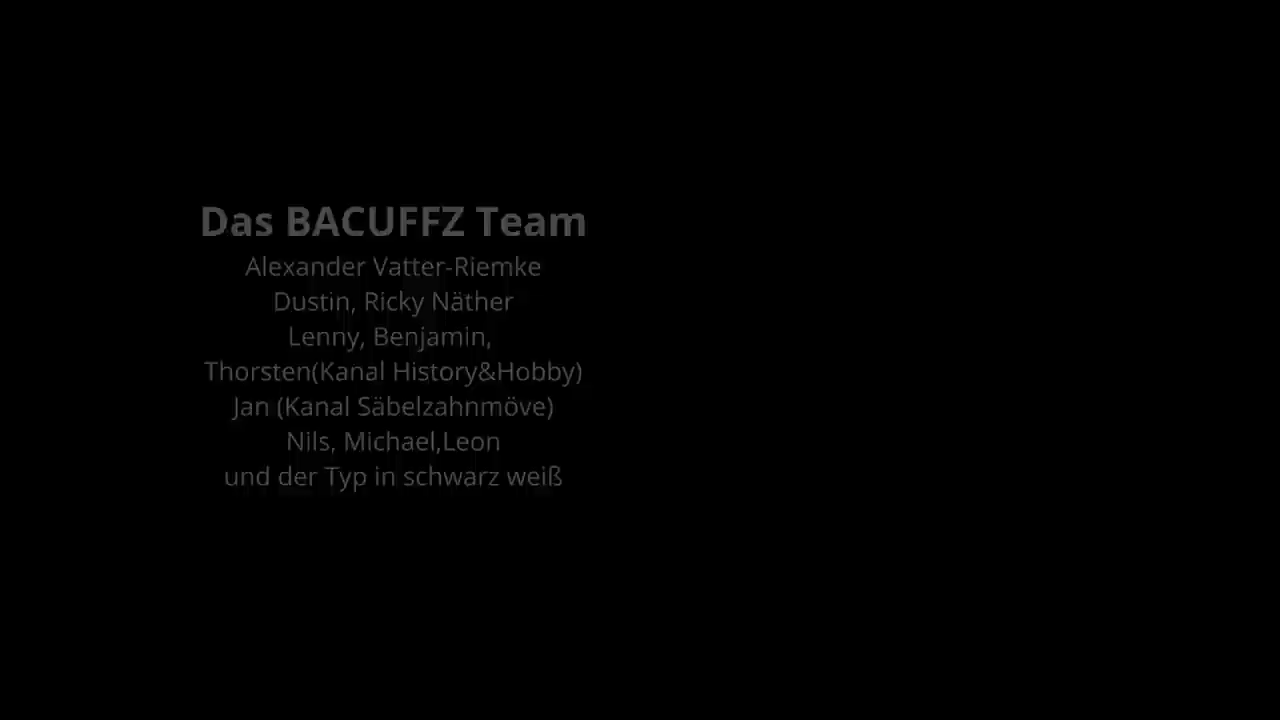 Das BACUFFZ Team
Alexander Vatter-Riemke
Dustin, Ricky Näther
Lenny, Benjamin,
Thorsten(Kanal History&Hobby)
Jan (Kanal Säbelzahnmöve)
Nils, Michael,Leon
und der Typ in schwarz weiß